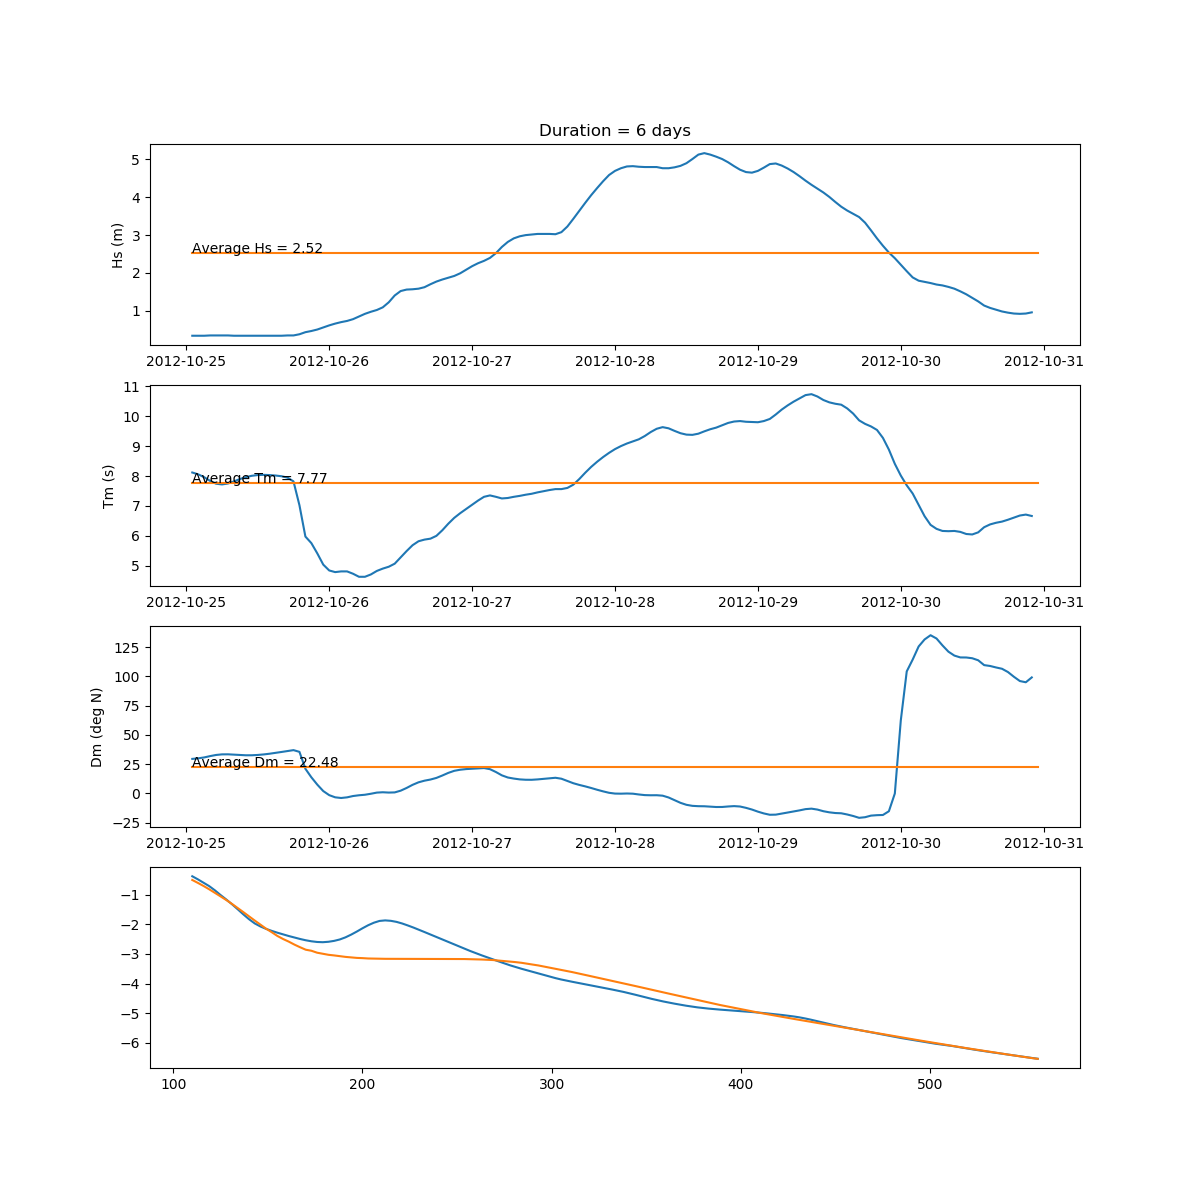 Duration = 6 days
5
4
3
2
1
Hs (m)
Average Hs = 2.52
2012-10-25 2012-10-26 2012-10-27 2012-10-28 2012-10-29 2012-10-30 2012-10-31
11
10
9
8
7
6
5
Tm (s)
Average Tm = 7.77
2012-10-25 2012-10-26 2012-10-27 2012-10-28 2012-10-29 2012-10-30 2012-10-31
125
100
75
50
25
0
−25
Dm (deg N)
Average Dm = 22.48
2012-10-25 2012-10-26 2012-10-27 2012-10-28 2012-10-29 2012-10-30 2012-10-31
−1
−2
−3
−4
−5
−6
100 200 300 400 500